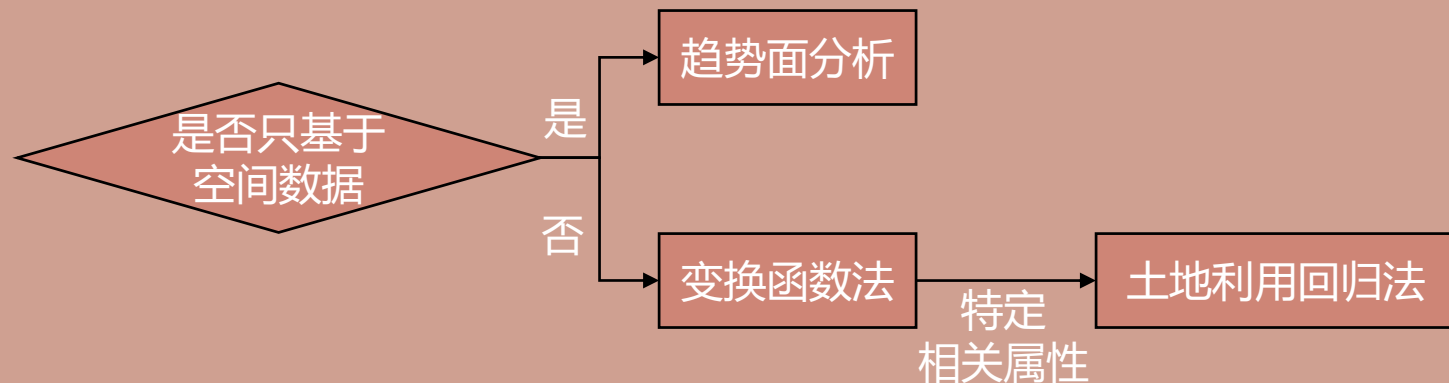 趋势面分析
是否只基于
空间数据
是
否
变换函数法
特定
相关属性
土地利用回归法